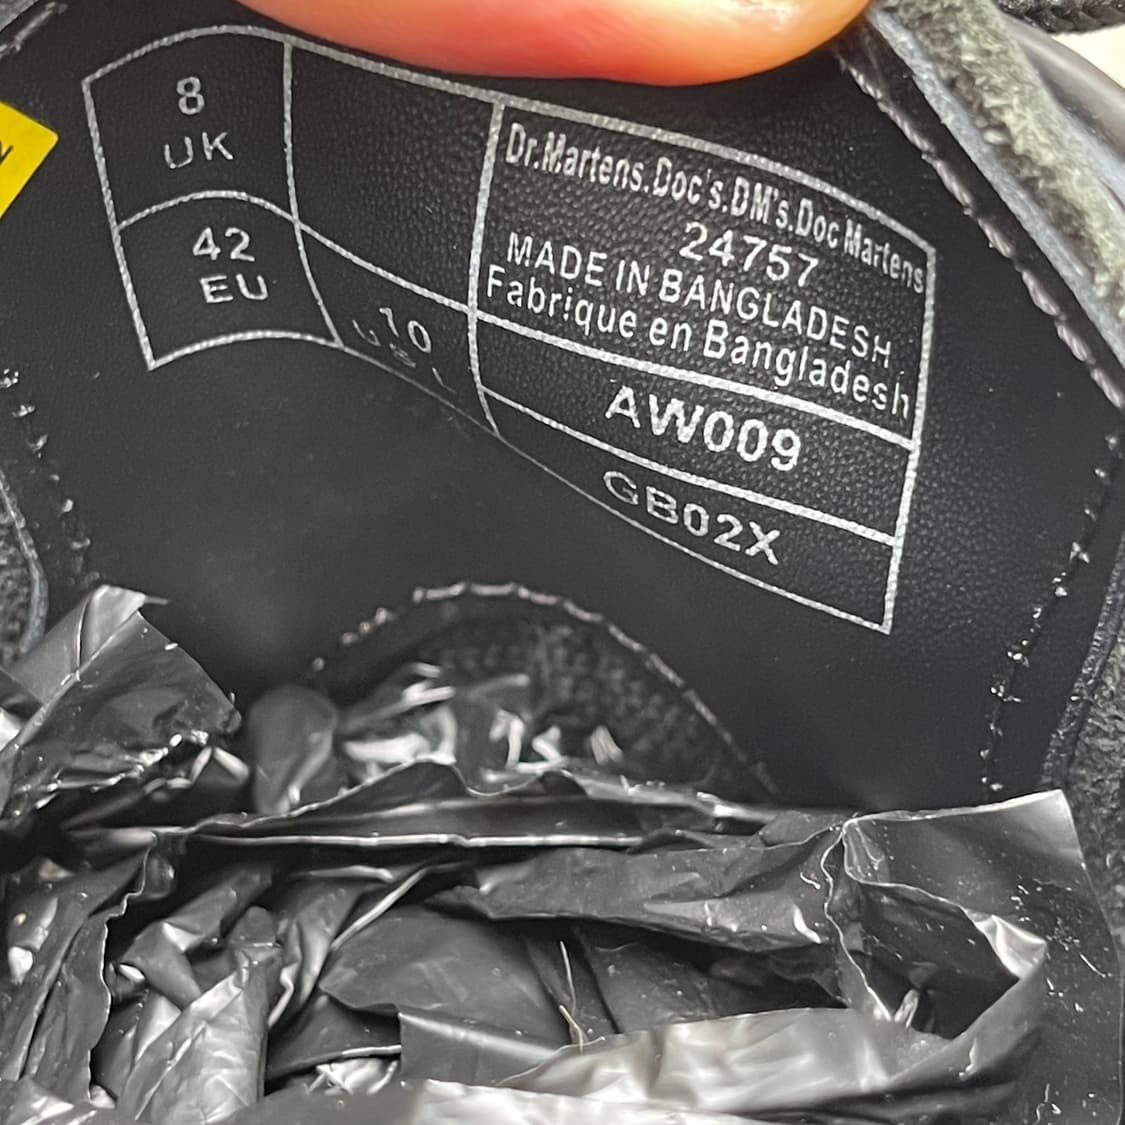 8
UK
42
EU
10
Dr.Martens.Doc's.DM's.Doc Martens
24757
MADE IN BANGLADESH
Fabriqué en Bangladesh
AW009
GB02X